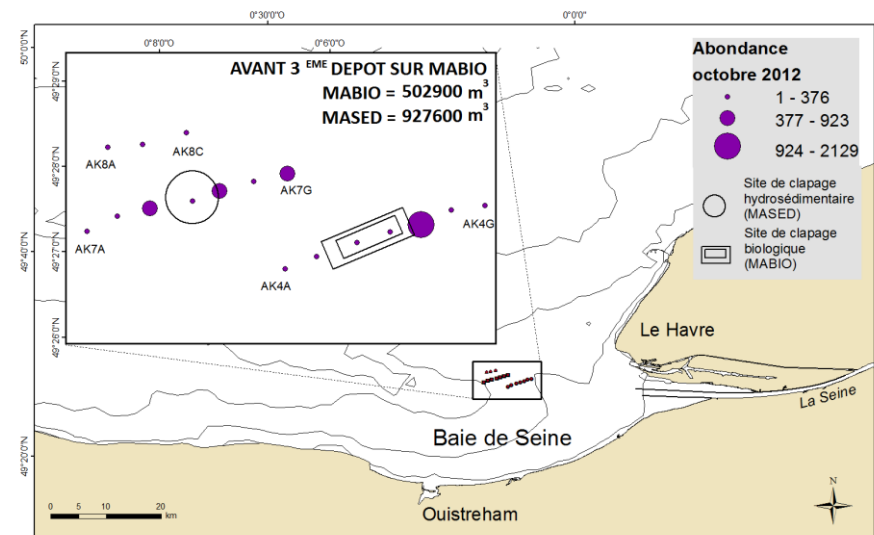 0°30'0"O
0°0'0"
50°0'0"N
49°40'0"N
49°20'0"N
0°8'0"O
0°6'0"O
49°29'0"N
49°28'0"N
49°27'0"N
49°26'0"N
AVANT 3 EME DEPOT SUR MABIO
MABIO = 502900 m3
MASED = 927600 m3
AK8A
AK8C
AK7G
AK7A
AK4G
AK4A
Abondance
octobre 2012
1 - 376
377 - 923
924 - 2129
Site de clapage
hydrosédimentaire
(MASED)
Site de clapage
biologique
(MABIO)
Le Havre
La Seine
Baie de Seine
Ouistreham
0 5 10 20
km
N